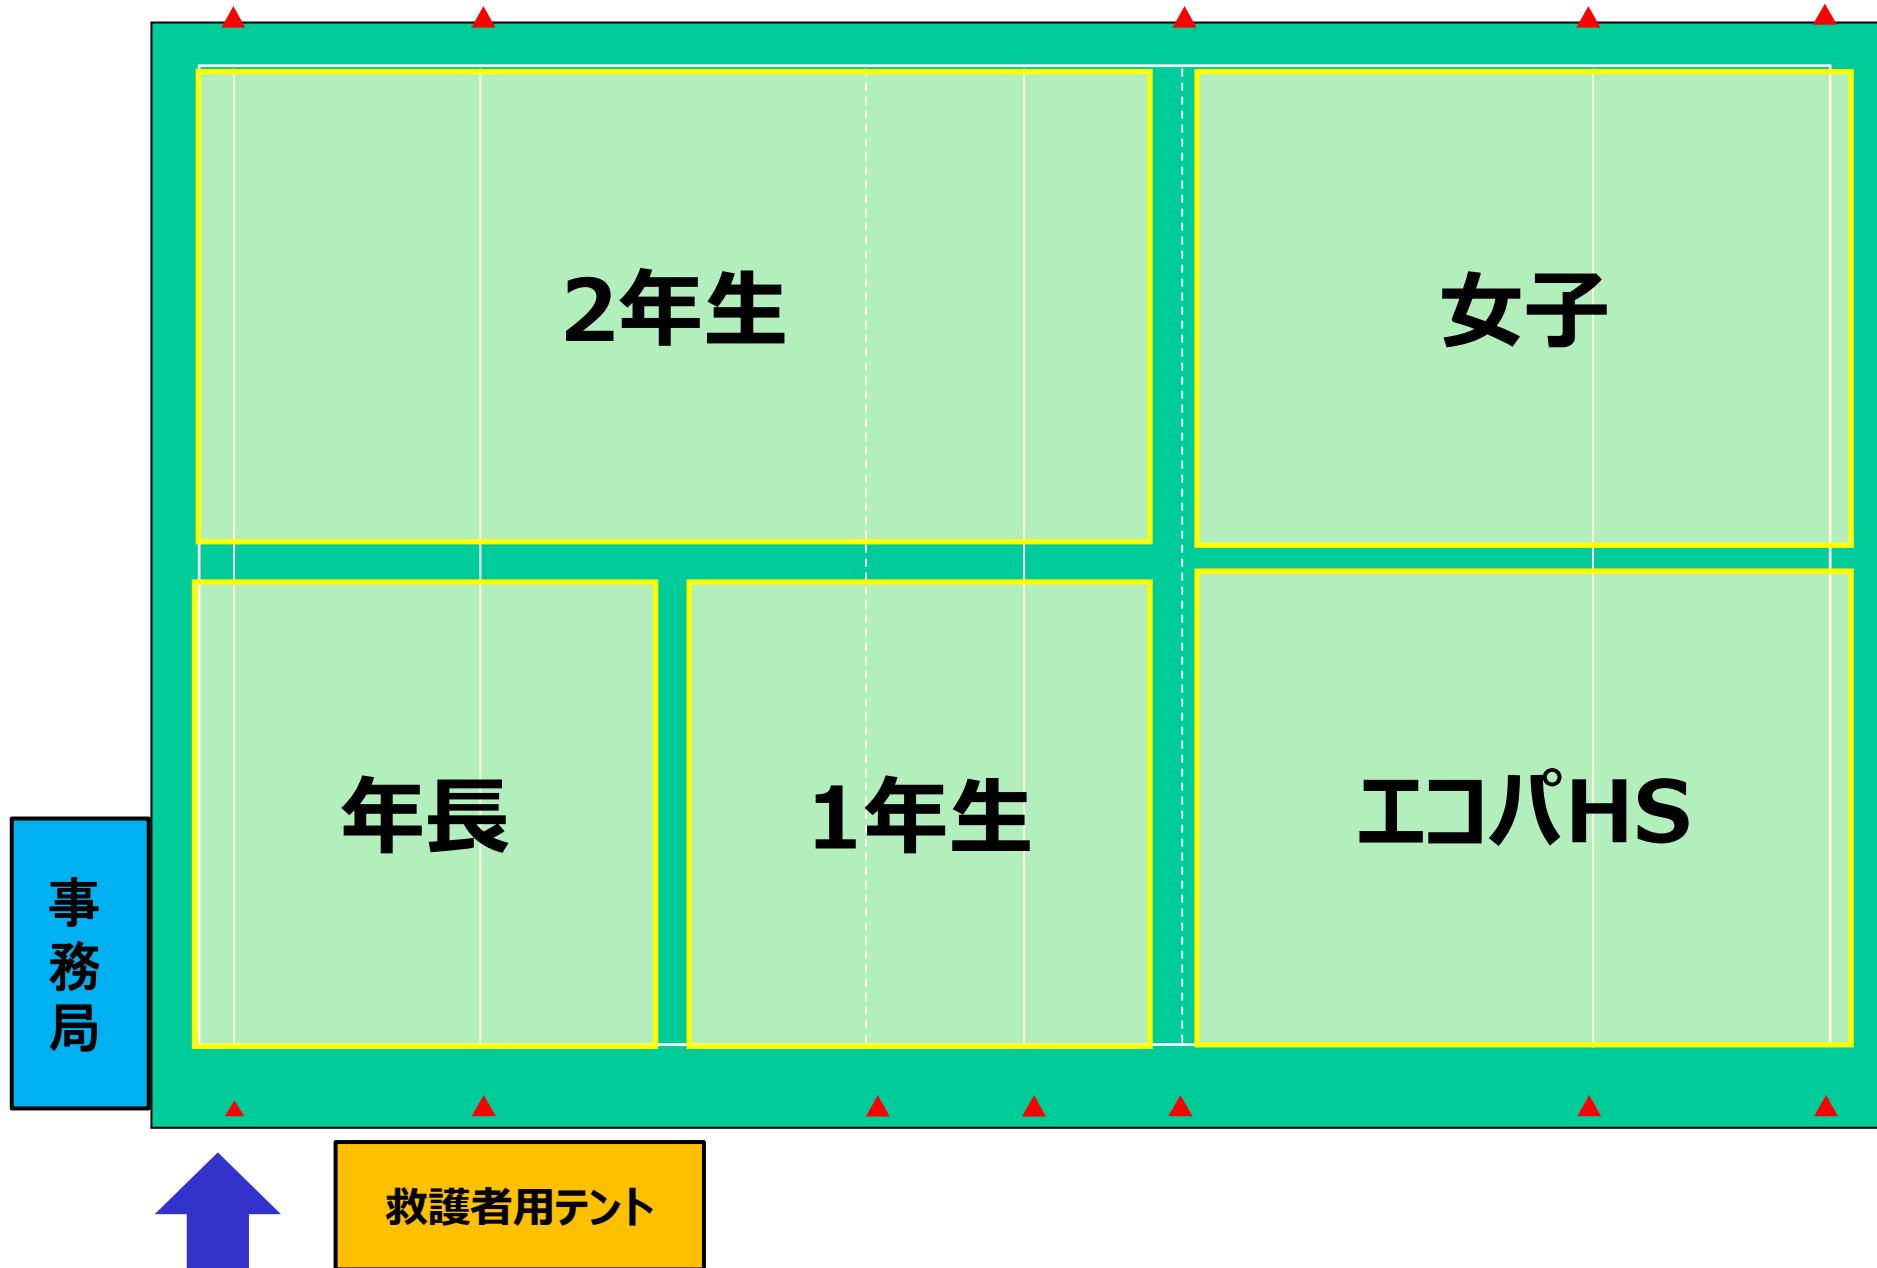 2年生
女子
年長
1年生
エコパHS
事務局
救護者用テント